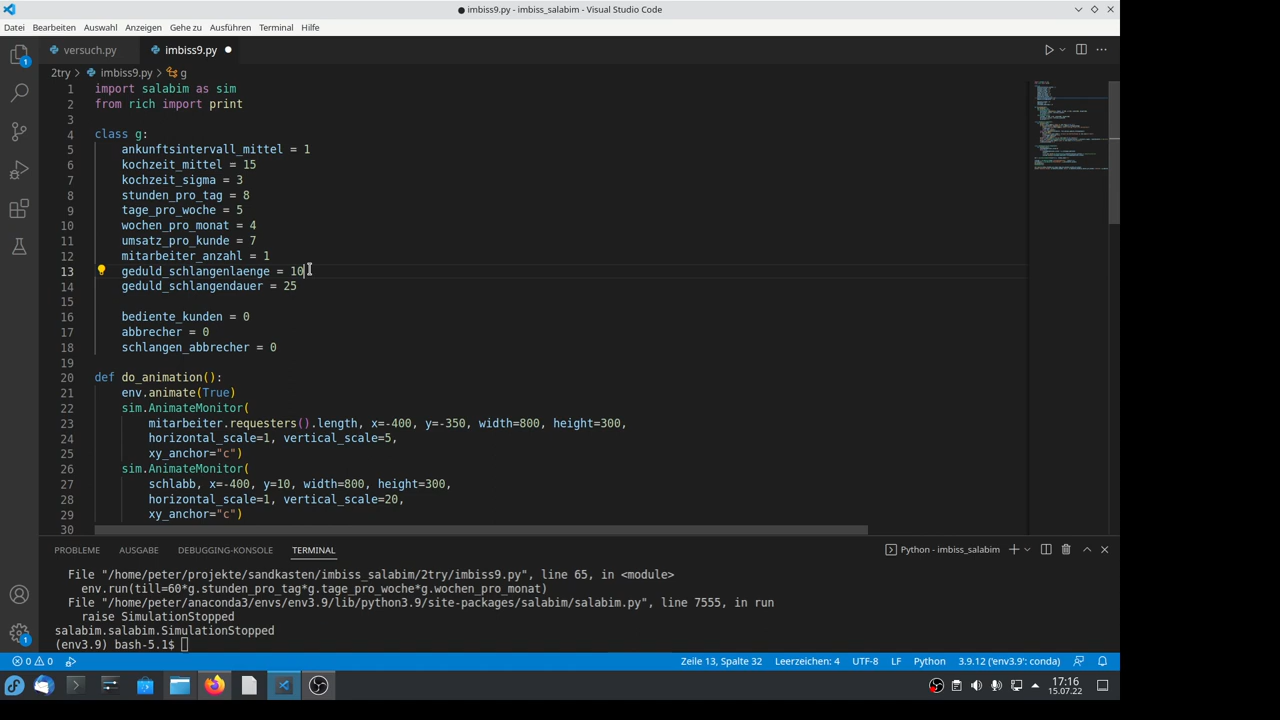 imbiss9.py - imbiss_salabim - Visual Studio Code
Datei Bearbeiten Auswahl Anzeigen Gehe zu Ausführen Terminal Hilfe
versuch.py imbiss9.py
2try > imbiss9.py > g
1 import salabim as sim
2 from rich import print
3
4 class g:
5 ankunftsintervall_mittel = 1
6 kochzeit_mittel = 15
7 kochzeit_sigma = 3
8 stunden_pro_tag = 8
9 tage_pro_woche = 5
10 wochen_pro_monat = 4
11 umsatz_pro_kunde = 7
12 mitarbeiter_anzahl = 1
13 geduld_schlangenlaenge = 10
14 geduld_schlangendauer = 25
15
16 bediente_kunden = 0
17 abbrecher = 0
18 schlangen_abbrecher = 0
19
20 def do_animation():
21 env.animate(True)
22 sim.AnimateMonitor(
23 mitarbeiter.requesters().length, x=-400, y=-350, width=800, height=300,
24 horizontal_scale=1, vertical_scale=5,
25 xy_anchor="c")
26 sim.AnimateMonitor(
27 schlabb, x=-400, y=10, width=800, height=300,
28 horizontal_scale=1, vertical_scale=20,
29 xy_anchor="c")
30
PROBLEME AUSGABE DEBUGGING-KONSOLE TERMINAL Python - imbiss_salabim
File "/home/peter/projekte/sandkasten/imbiss_salabim/2try/imbiss9.py", line 65, in <module>
env.run(till=60*g.stunden_pro_tag*g.tage_pro_woche*g.wochen_pro_monat)
File "/home/peter/anaconda3/envs/env3.9/lib/python3.9/site-packages/salabim/salabim.py", line 7555, in run
raise SimulationStopped
salabim.salabim.SimulationStopped
(env3.9) bash-5.1$
0 0 Zeile 13, Spalte 32 Leerzeichen: 4 UTF-8 LF Python 3.9.12 ('env3.9': conda)
17:16
15.07.22